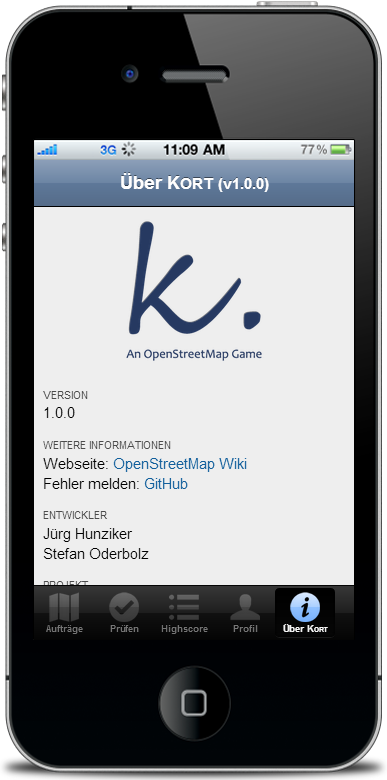 3G 11:09 AM 77%
Über KORT (v1.0.0)
k.
An OpenStreetMap Game
VERSION
1.0.0
WEITERE INFORMATIONEN
Webseite: OpenStreetMap Wiki
Fehler melden: GitHub
ENTWICKLER
Jürg Hunziker
Stefan Oderbolz
PROJEKT
Aufträge Prüfen Highscore Profil Über KORT